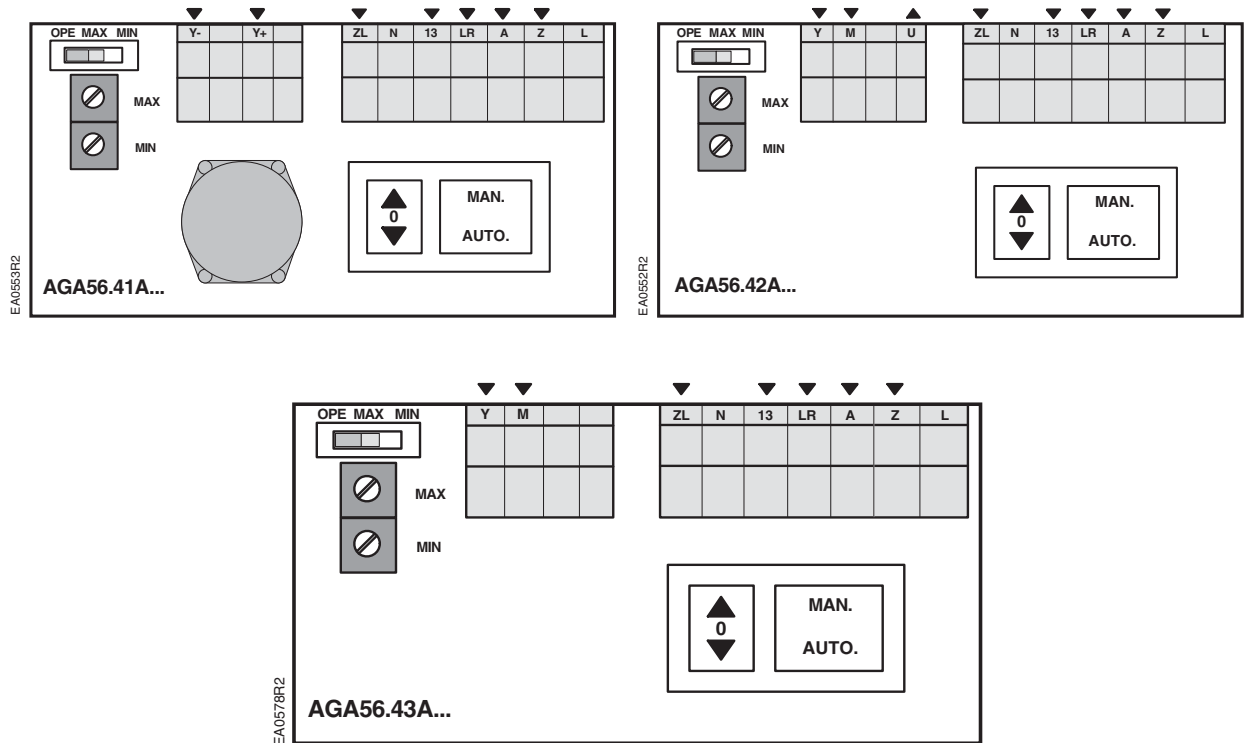 OPE MAX MIN
Y- Y+
ZL N 13 LR A Z L
MAX
MIN
0
MAN.
AUTO.
AGA56.41A...
EA0553R2
OPE MAX MIN
Y M U
ZL N 13 LR A Z L
MAX
MIN
0
MAN.
AUTO.
AGA56.42A...
EA0552R2
OPE MAX MIN
Y M
ZL N 13 LR A Z L
MAX
MIN
0
MAN.
AUTO.
AGA56.43A...
EA0578R2